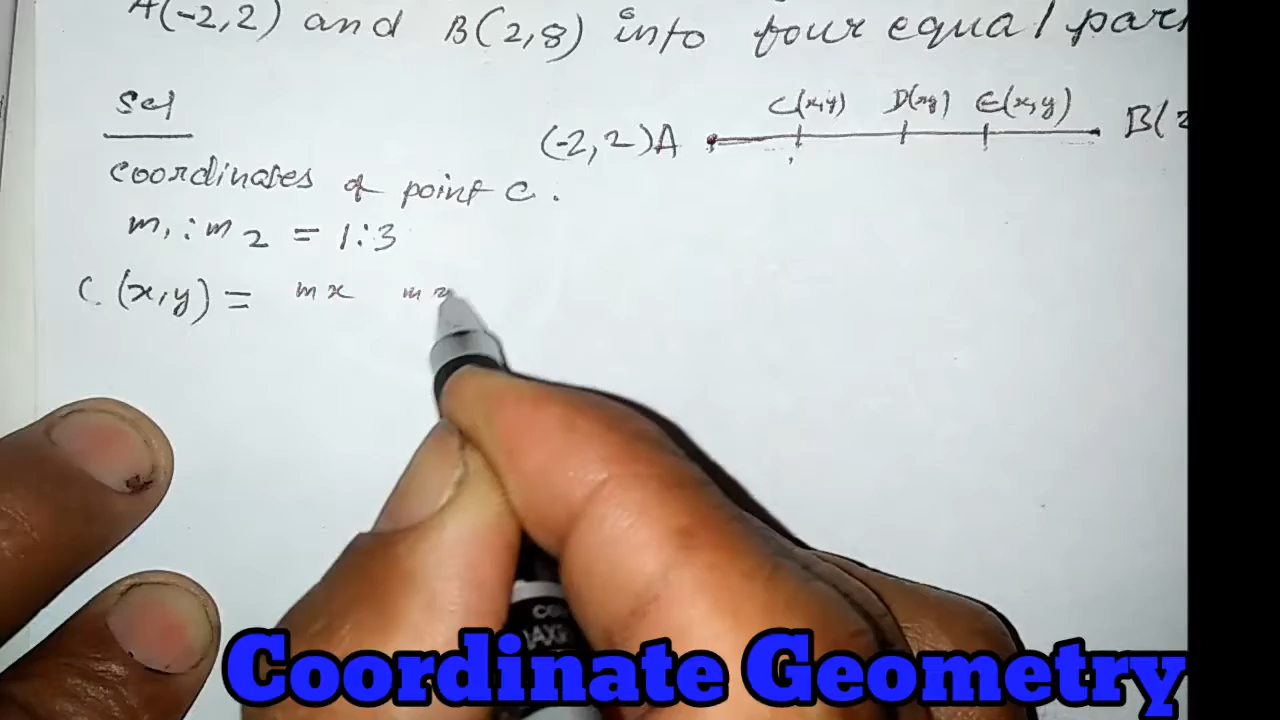 A(-2,2) and B(2,8) into four equal par
Sol
C(x,y) D(x,y) E(x,y)
(-2,2)A B(2
coordinates of point C.
m1:m2 = 1:3
C(x,y) = mx m
Coordinate Geometry